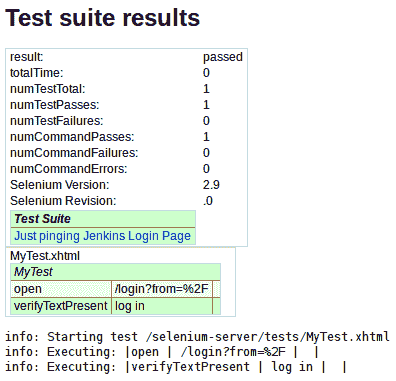 Test suite results
result: passed
totalTime: 0
numTestTotal: 1
numTestPasses: 1
numTestFailures: 0
numCommandPasses: 1
numCommandFailures: 0
numCommandErrors: 0
Selenium Version: 2.9
Selenium Revision: .0
Test Suite
Just pinging Jenkins Login Page
MyTest.xhtml
MyTest
open /login?from=%2F
verifyTextPresent log in
info: Starting test /selenium-server/tests/MyTest.xhtml
info: Executing: |open | /login?from=%2F | |
info: Executing: |verifyTextPresent | log in | |